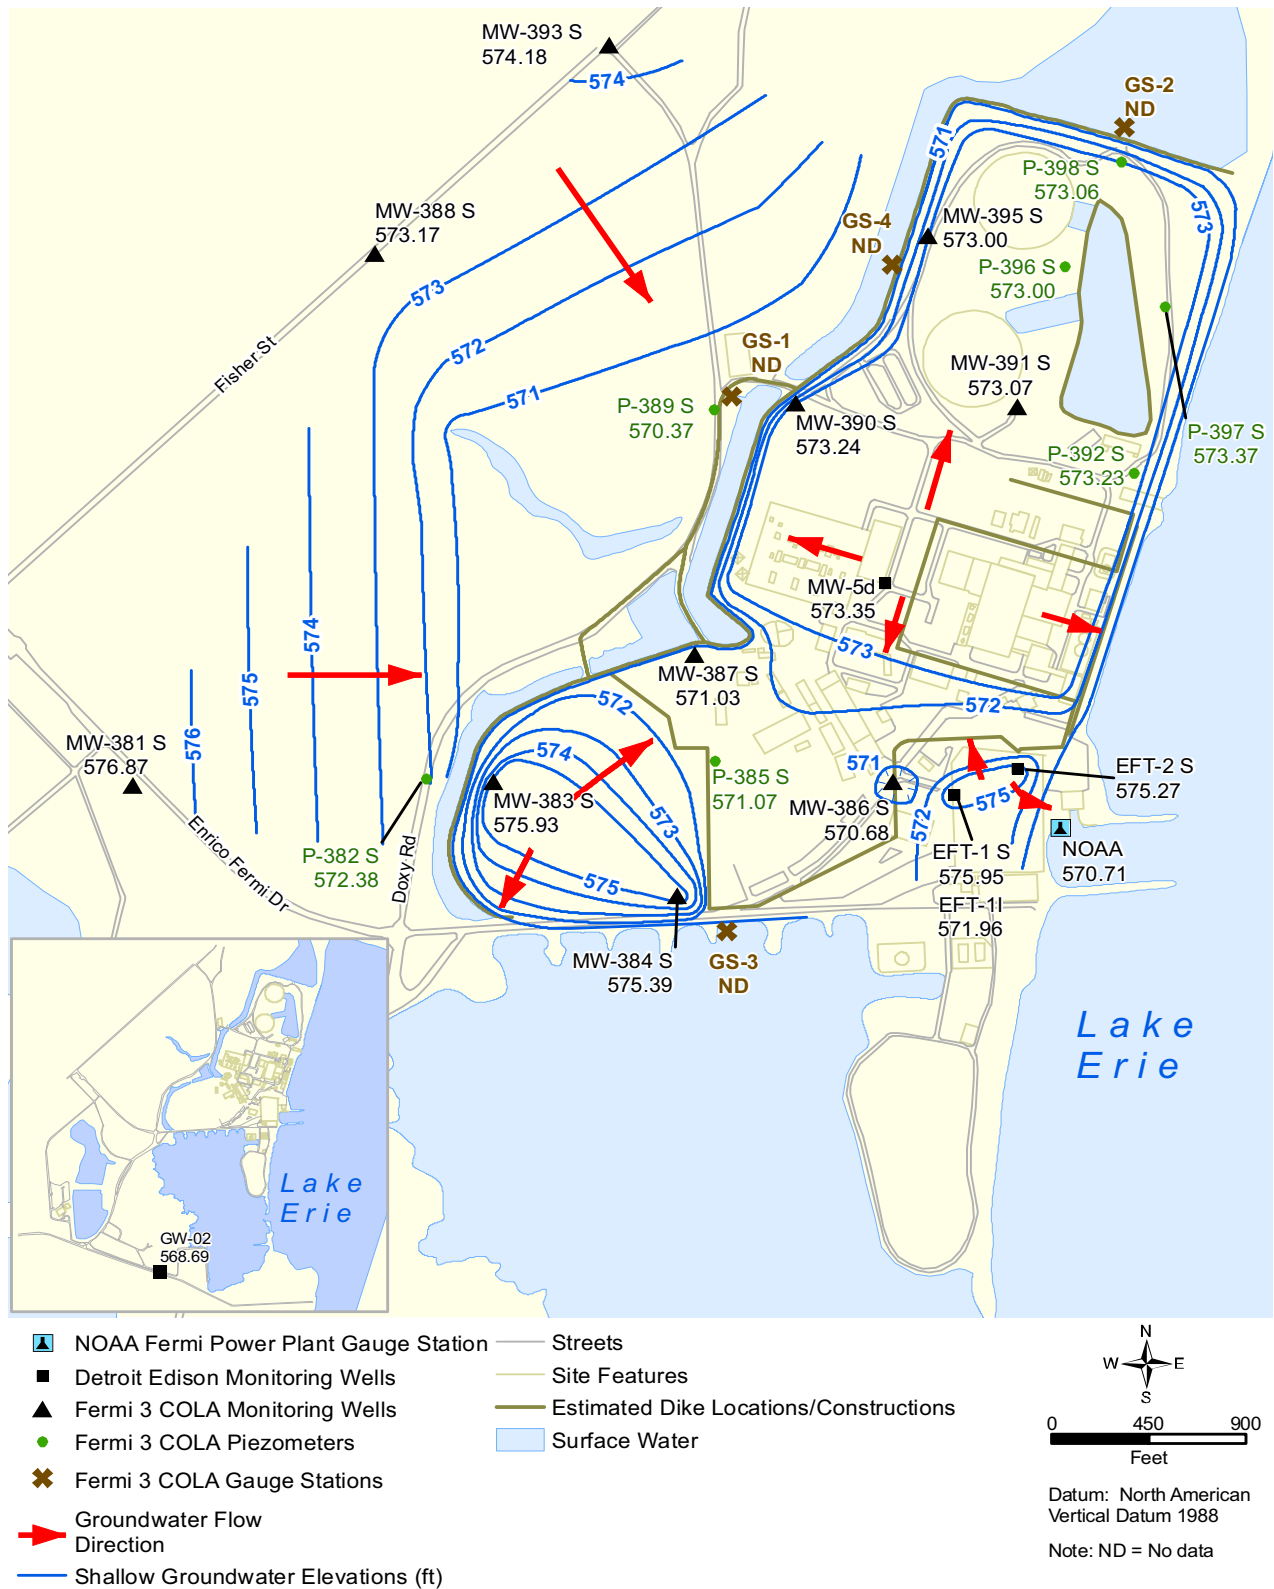 MW-393 S
574.18
574
GS-2
ND
571
P-398 S
573.06
MW-388 S
573.17
GS-4
ND
MW-395 S
573.00
573
P-396 S
573.00
573
572
GS-1
ND
MW-391 S
573.07
Fisher St
571
P-389 S
570.37
MW-390 S
573.24
P-397 S
573.37
P-392 S
573.23
MW-5d
573.35
574
573
575
MW-387 S
571.03
572
572
576
MW-381 S
576.87
574
571
P-385 S
571.07
EFT-2 S
575.27
MW-383 S
575.93
MW-386 S
570.68
575
573
572
Enrico Fermi Dr
P-382 S
572.38
Doxy Rd
EFT-1 S
575.95
NOAA
570.71
575
EFT-1I
571.96
MW-384 S
575.39
GS-3
ND
Lake
Erie
Lake
Erie
GW-02
568.69
NOAA Fermi Power Plant Gauge Station
Detroit Edison Monitoring Wells
Fermi 3 COLA Monitoring Wells
Fermi 3 COLA Piezometers
Fermi 3 COLA Gauge Stations
Groundwater Flow
Direction
Shallow Groundwater Elevations (ft)
Streets
Site Features
Estimated Dike Locations/Constructions
Surface Water
N
W E
S
0 450 900
Feet
Datum: North American
Vertical Datum 1988
Note: ND = No data